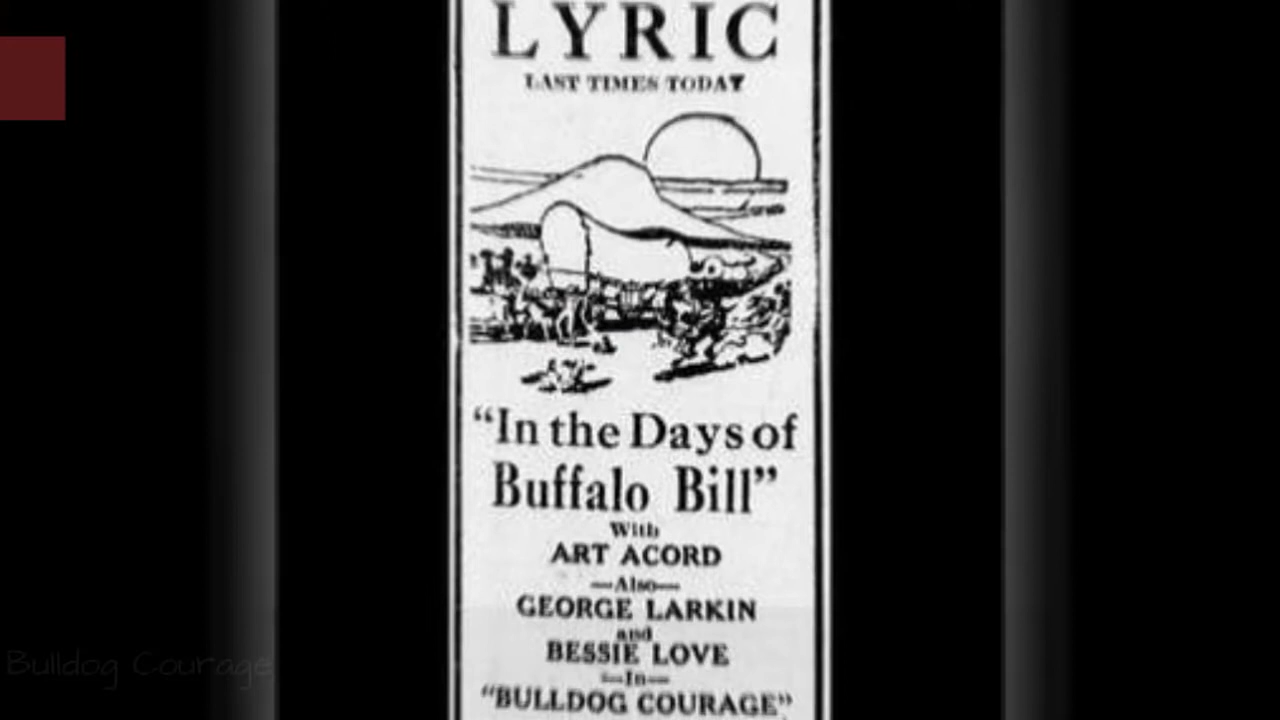 LYRIC
LAST TIMES TODAY
"In the Days of
Buffalo Bill"
With
ART ACORD
—Also—
GEORGE LARKIN
and
BESSIE LOVE
—In—
"BULLDOG COURAGE"
Bulldog Courage